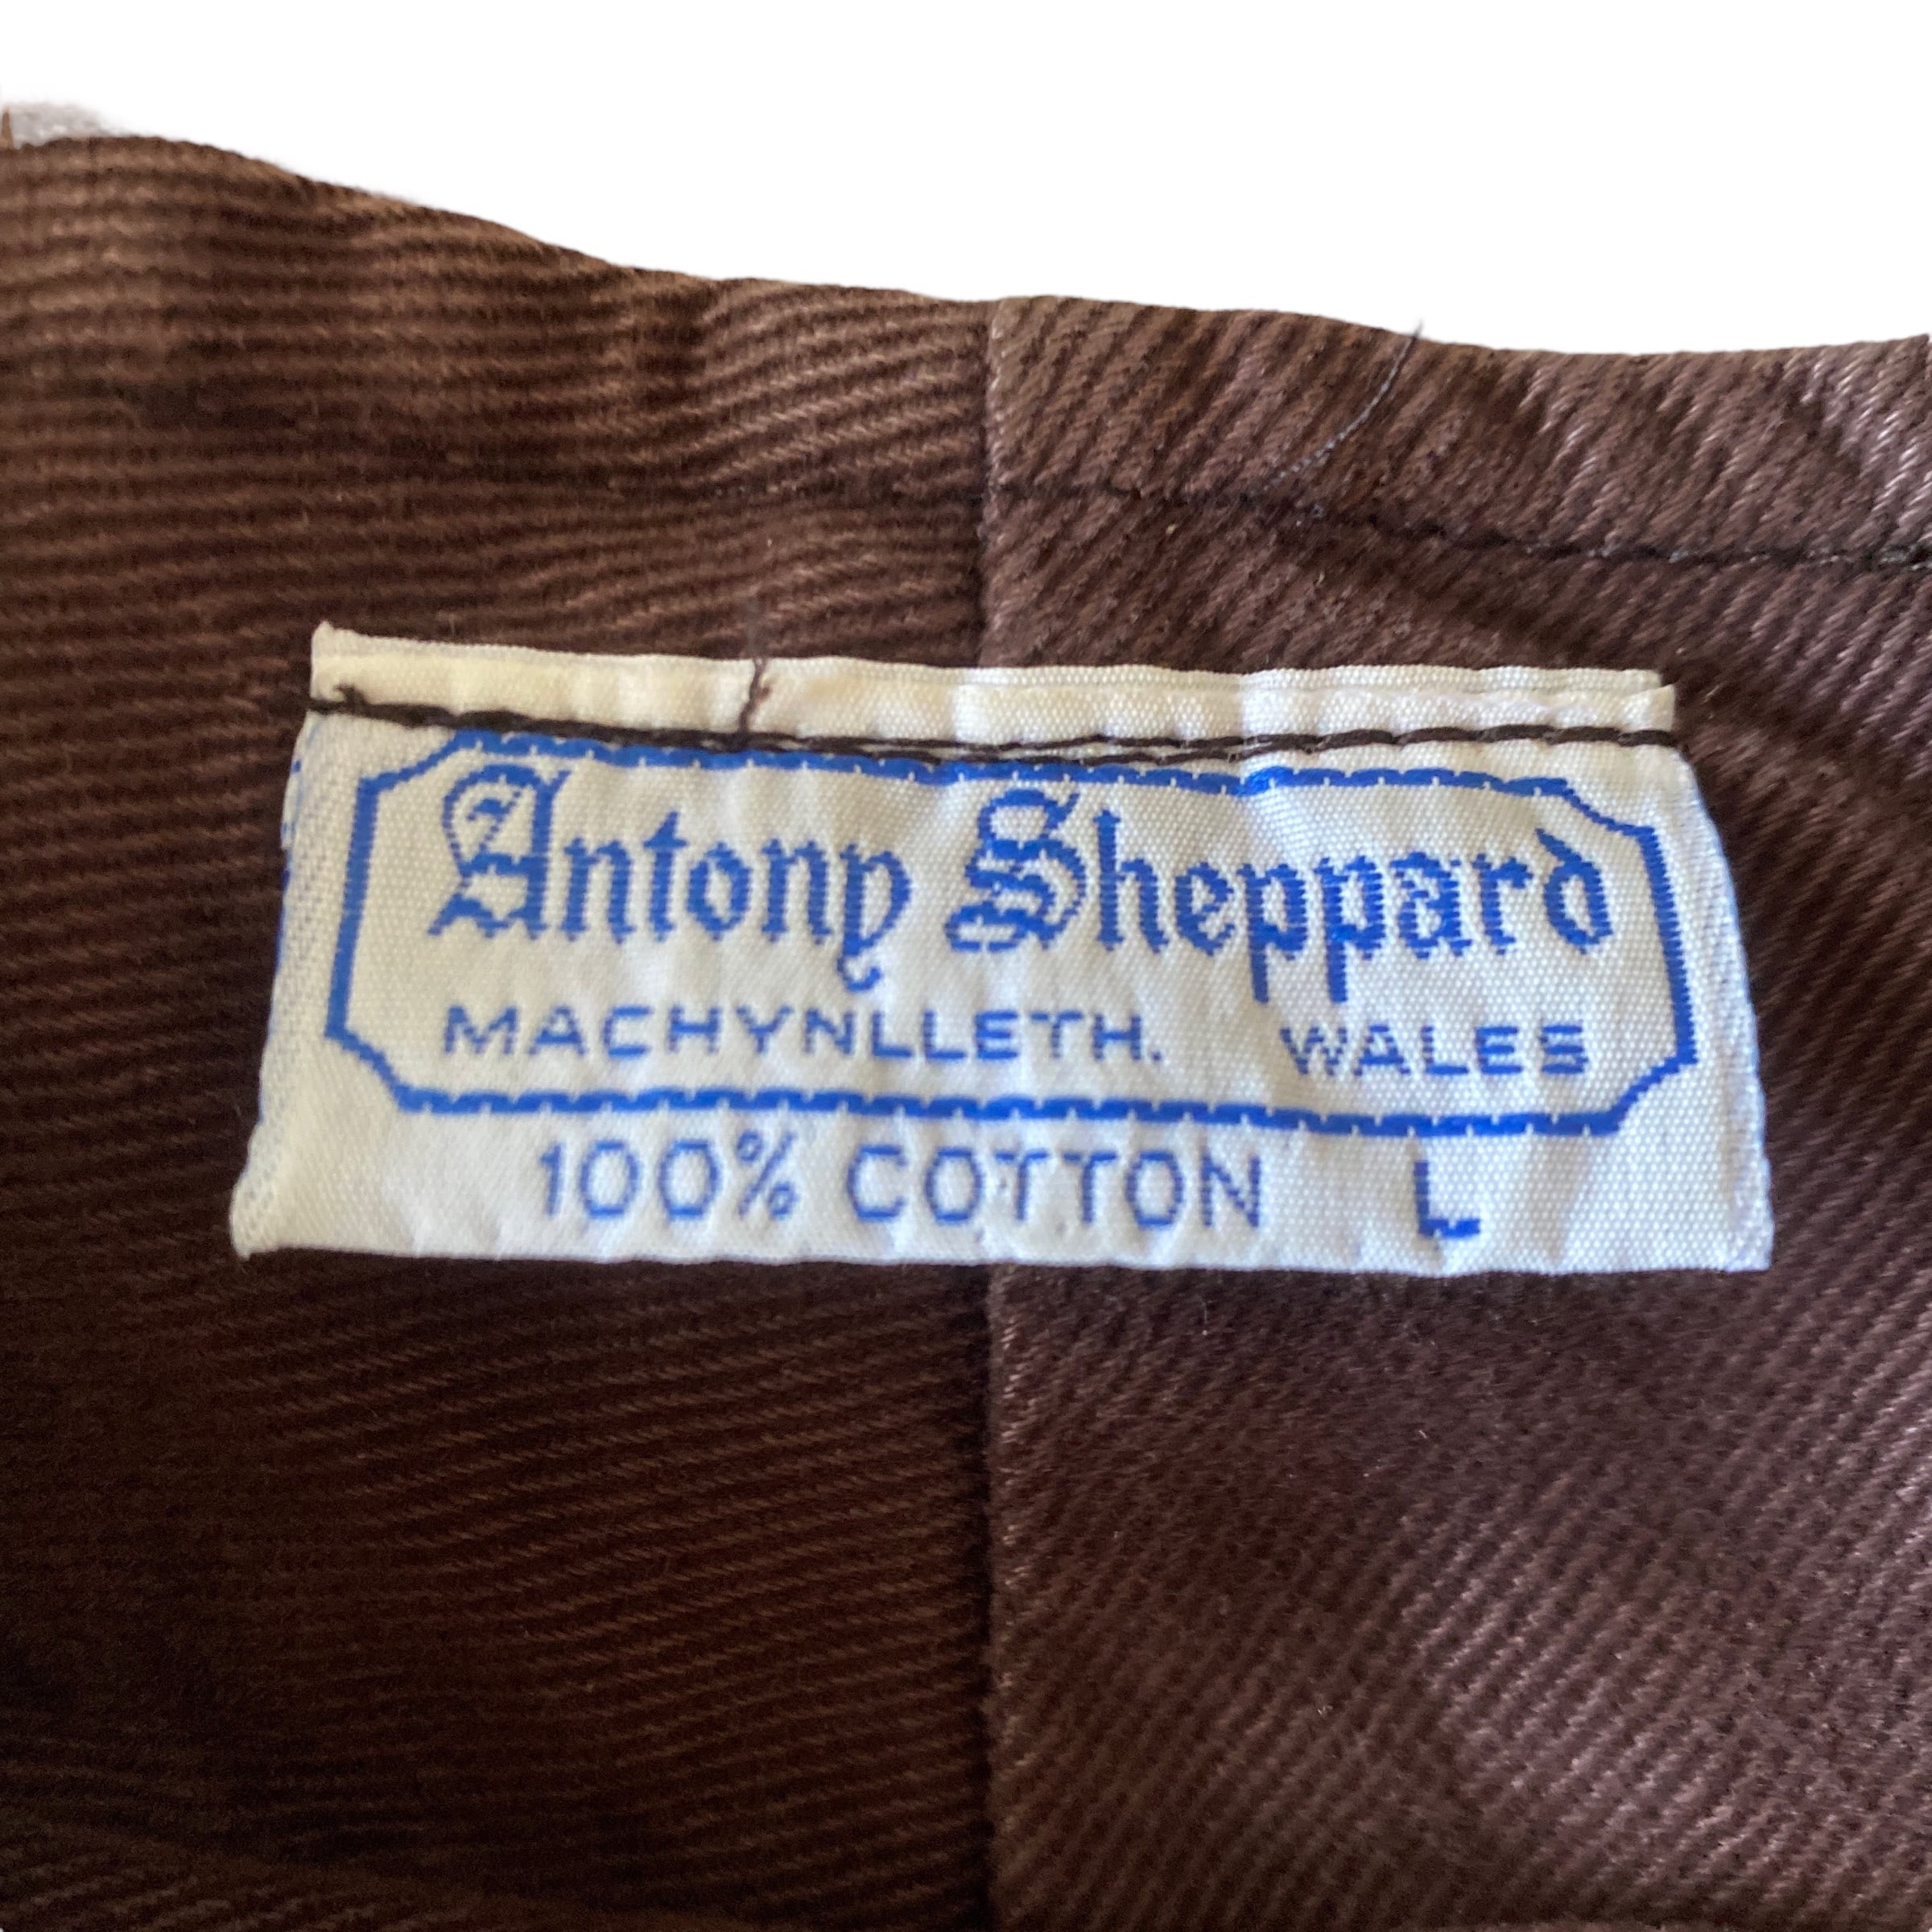 Antony Sheppard
MACHYNLLETH. WALES
100% COTTON L